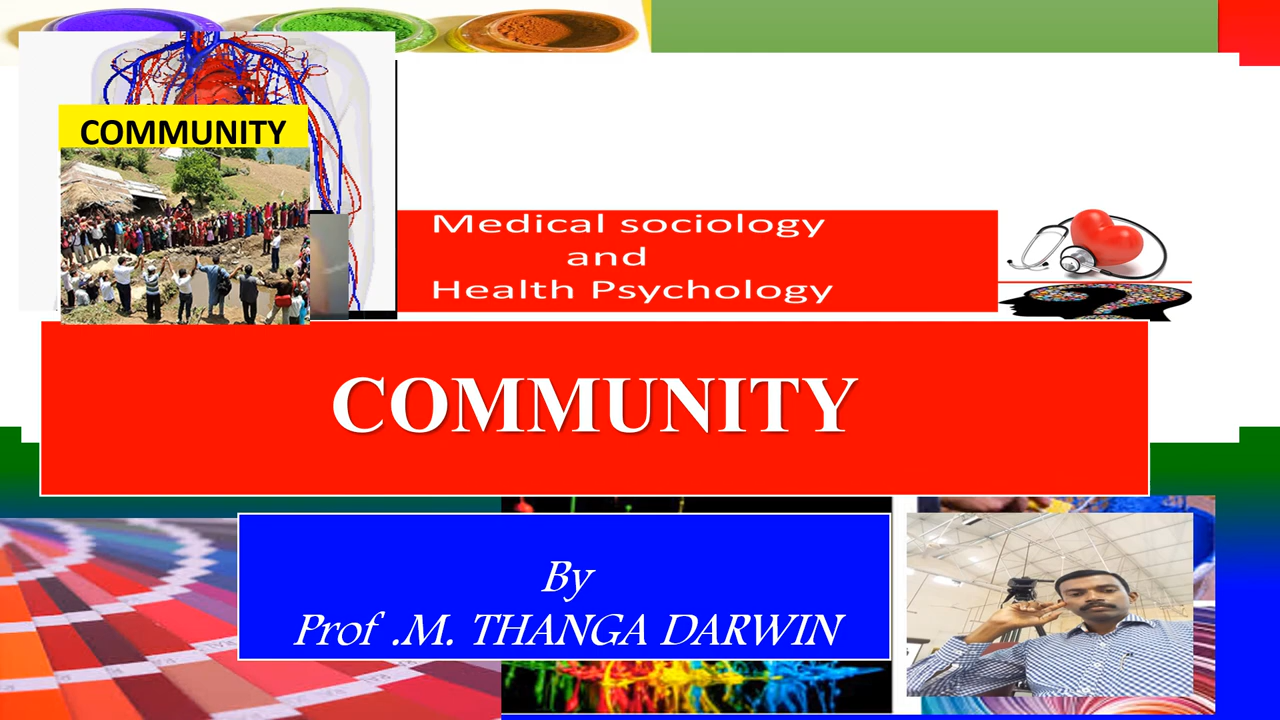 COMMUNITY
Medical sociology
and
Health Psychology
COMMUNITY
By
Prof .M. THANGA DARWIN